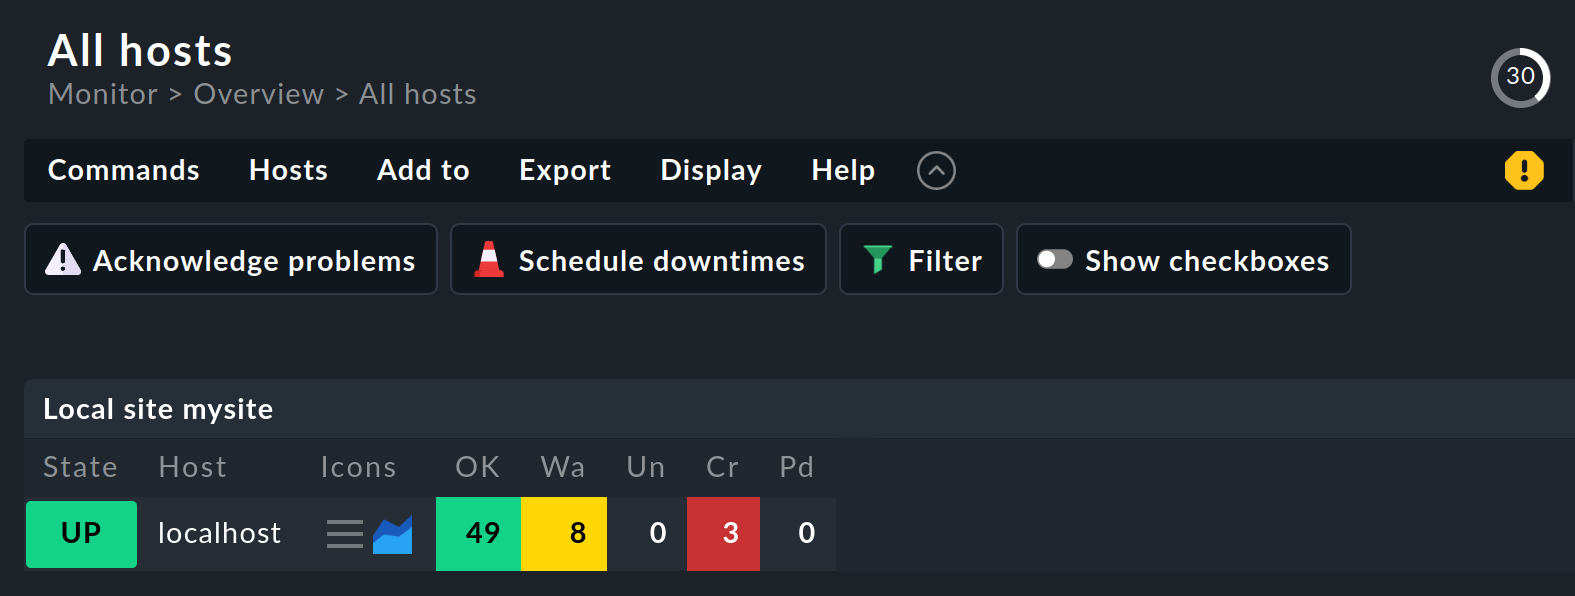 All hosts
Monitor > Overview > All hosts
30
Commands Hosts Add to Export Display Help
Acknowledge problems Schedule downtimes Filter Show checkboxes
Local site mysite
State Host Icons OK Wa Un Cr Pd
UP localhost 49 8 0 3 0